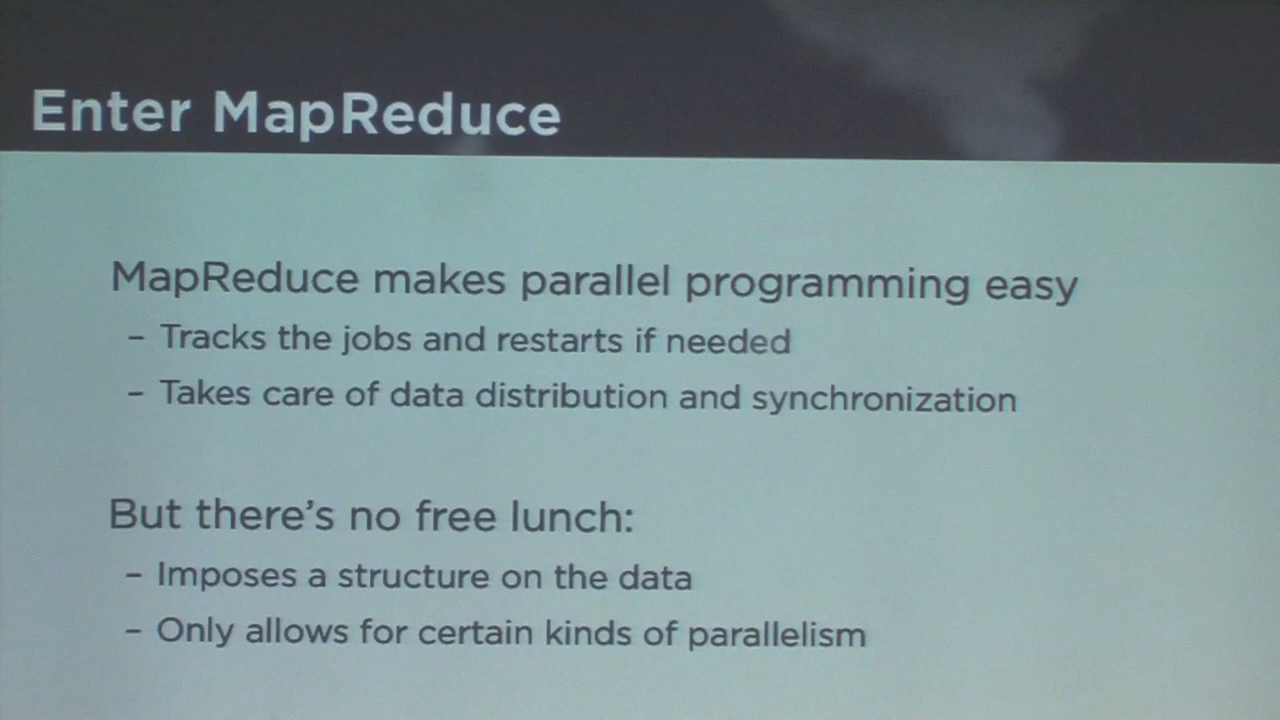 Enter MapReduce
MapReduce makes parallel programming easy
– Tracks the jobs and restarts if needed
– Takes care of data distribution and synchronization
But there's no free lunch:
– Imposes a structure on the data
– Only allows for certain kinds of parallelism